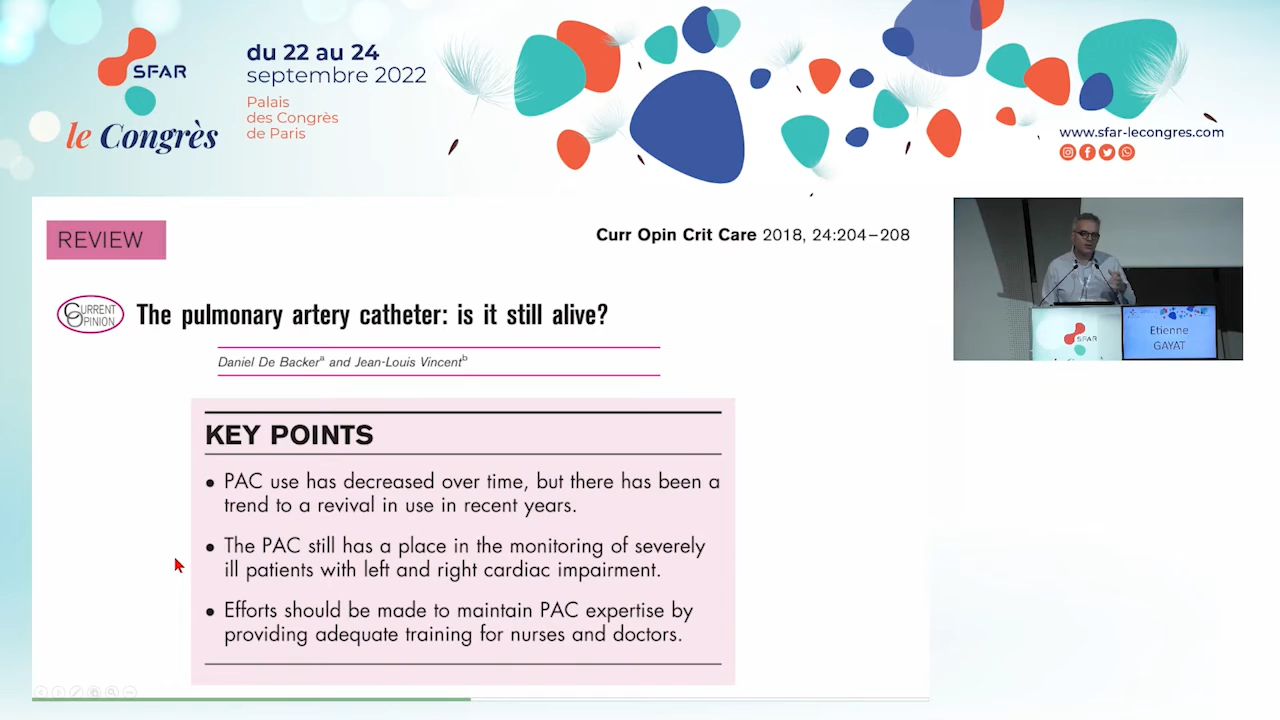 SFAR
le Congrès
du 22 au 24
septembre 2022
Palais
des Congrès
de Paris
www.sfar-lecongres.com
REVIEW
Curr Opin Crit Care 2018, 24:204–208
CURRENT
OPINION
The pulmonary artery catheter: is it still alive?
Daniel De Backerᵃ and Jean-Louis Vincentᵇ
KEY POINTS
• PAC use has decreased over time, but there has been a
trend to a revival in use in recent years.
• The PAC still has a place in the monitoring of severely
ill patients with left and right cardiac impairment.
• Efforts should be made to maintain PAC expertise by
providing adequate training for nurses and doctors.
SFAR
Etienne
GAYAT